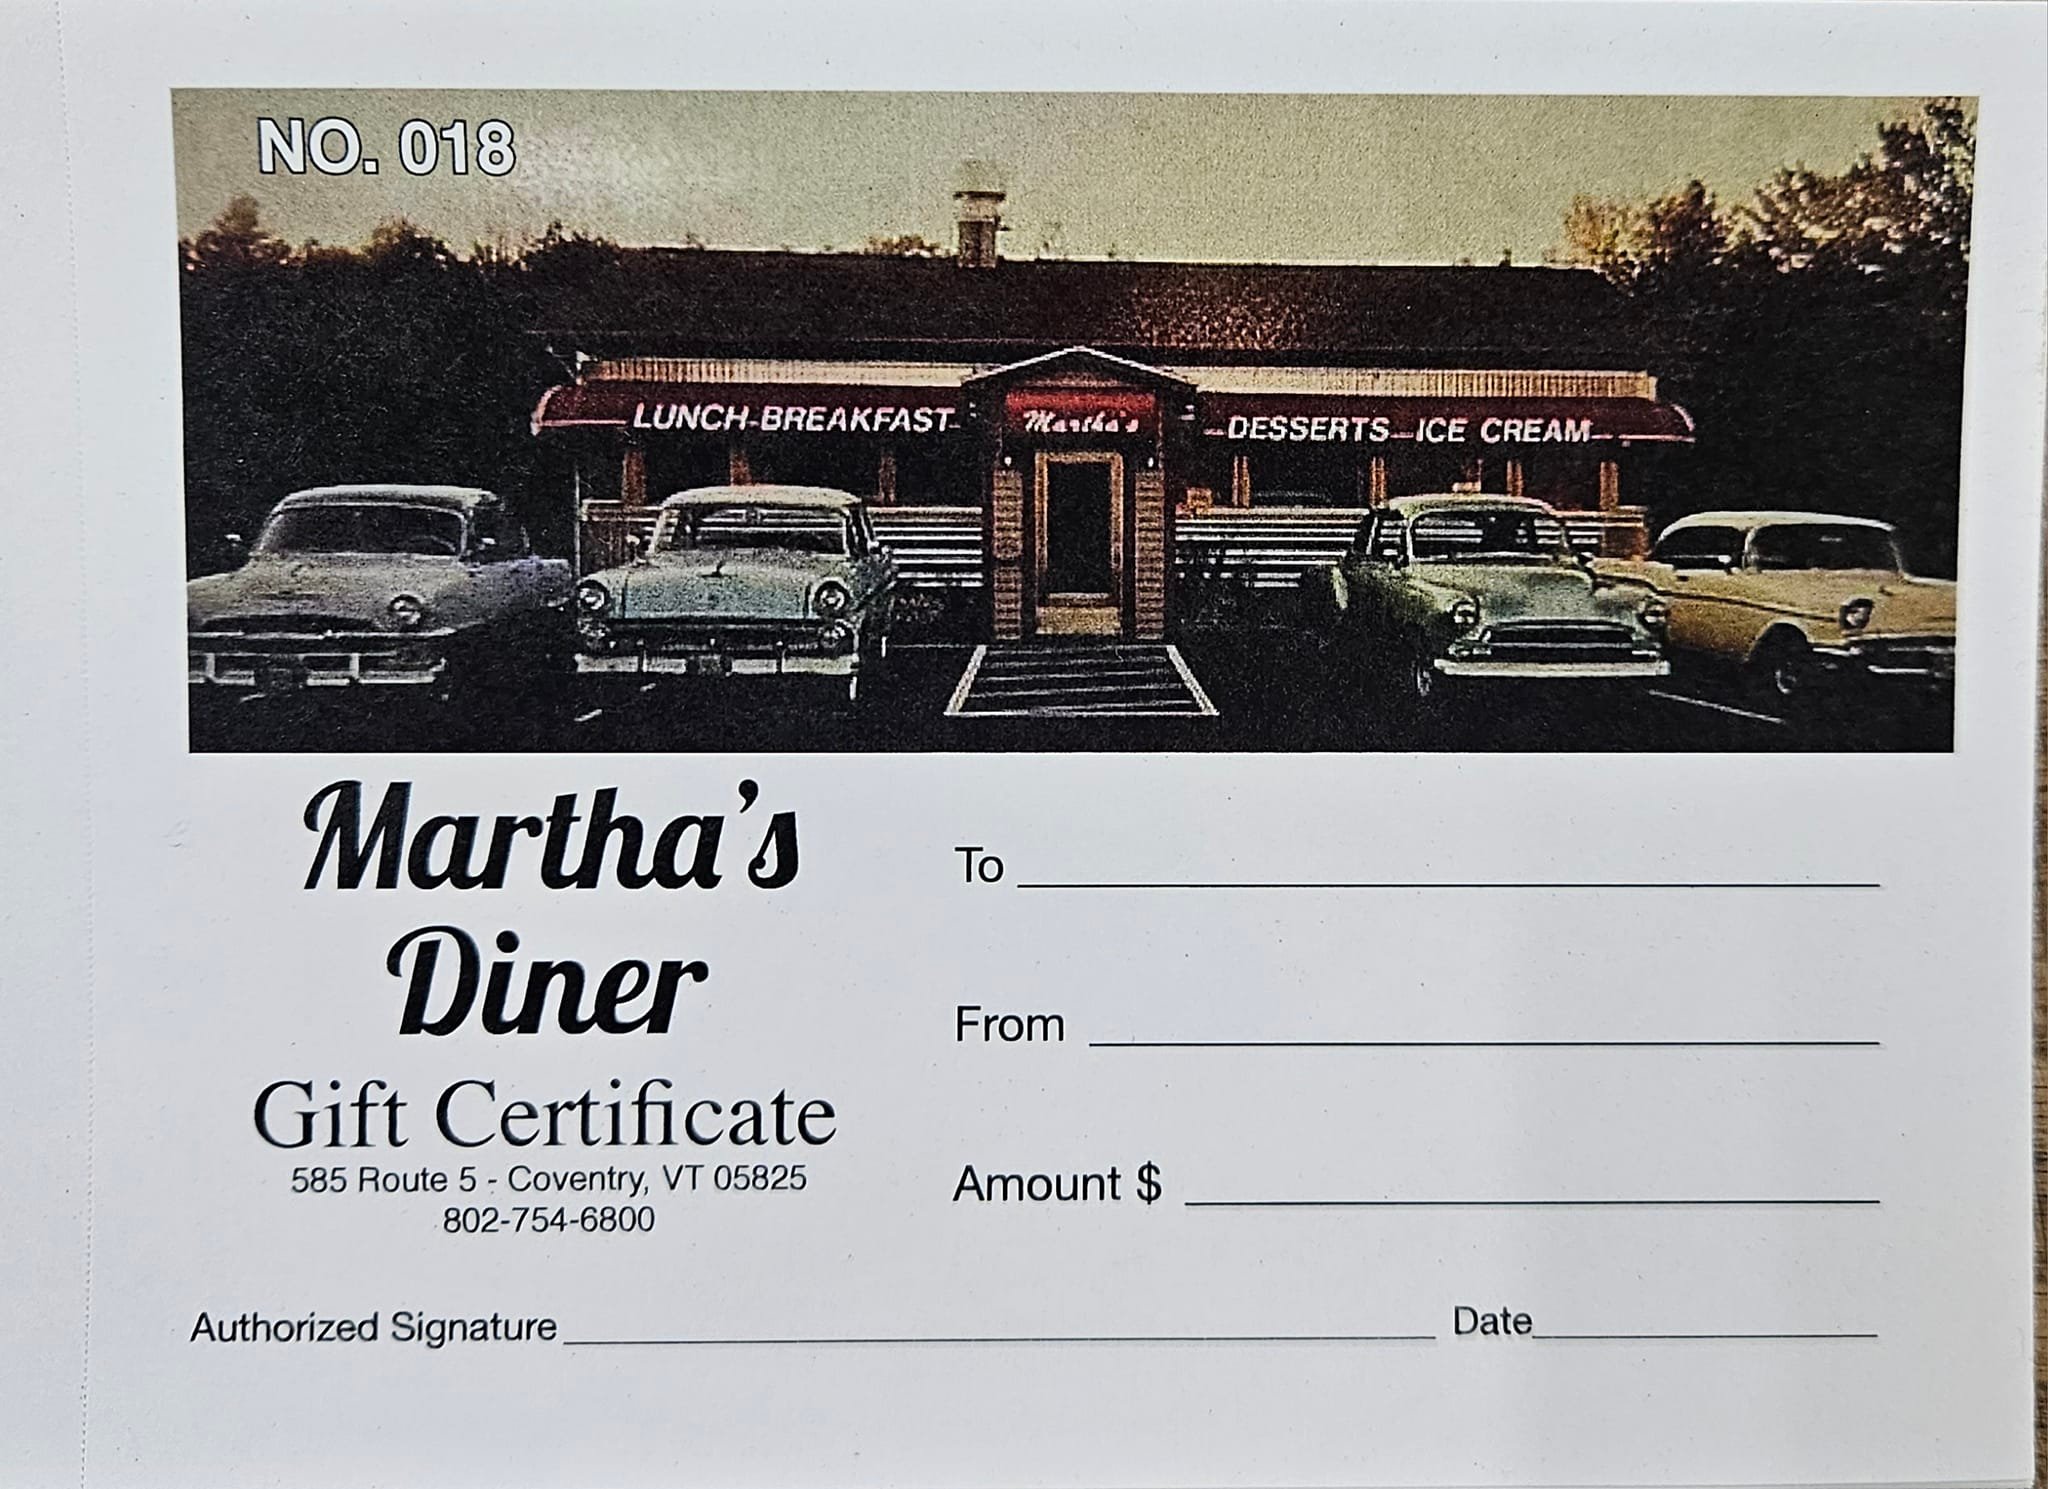 NO. 018
LUNCH-BREAKFAST-
Martha's
-DESSERTS-ICE CREAM-
Martha's
Diner
Gift Certificate
585 Route 5 - Coventry, VT 05825
802-754-6800
To
From
Amount $
Authorized Signature Date